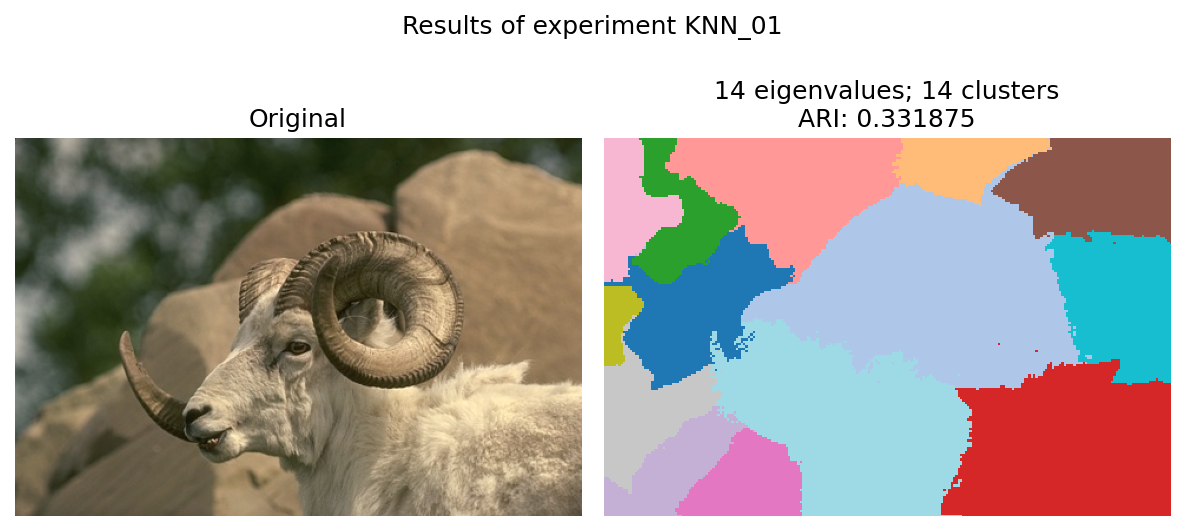 Results of experiment KNN_01
Original
14 eigenvalues; 14 clusters
ARI: 0.331875